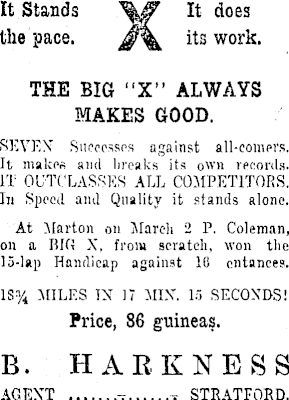 It Stands X It does
the pace. its work.
THE BIG "X" ALWAYS
MAKES GOOD.
SEVEN Successes against all-comers.
It makes and breaks its own records.
IT OUTCLASSES ALL COMPETITORS.
In Speed and Quality it stands alone.
At Marton on March 2 P. Coleman,
on a BIG X, from scratch, won the
15-lap Handicap against 16 entances.
18¾ MILES IN 17 MIN. 15 SECONDS!
Price, 86 guineas.
B. HARKNESS
AGENT ........ STRATFORD.